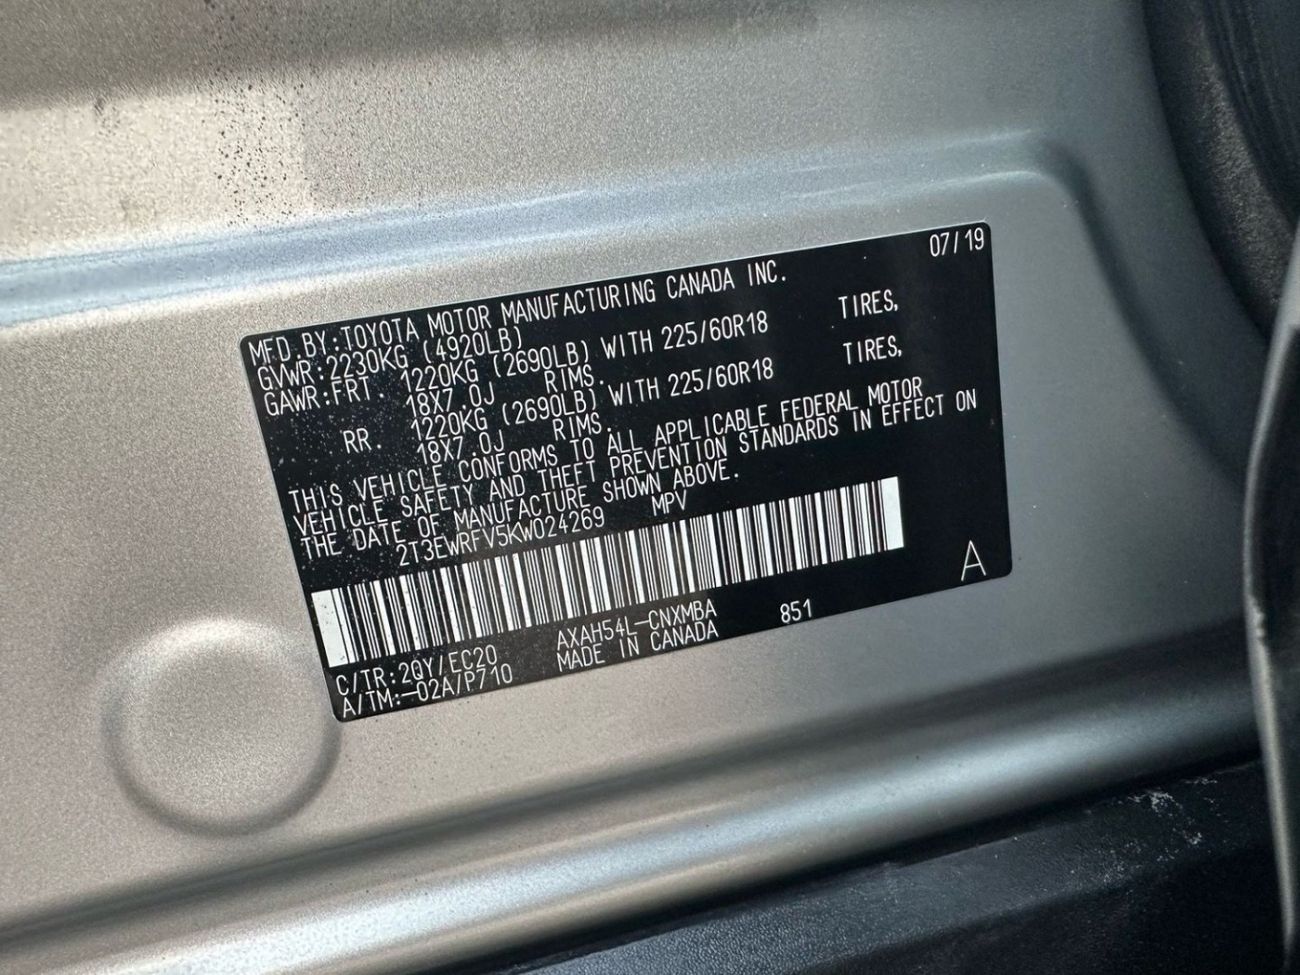 07/19
MFD.BY:TOYOTA MOTOR MANUFACTURING CANADA INC.
GVWR:2230KG (4920LB)
GAWR:FRT. 1220KG (2690LB) WITH 225/60R18 TIRES,
18X7.0J RIMS.
RR. 1220KG (2690LB) WITH 225/60R18 TIRES,
18X7.0J RIMS.
THIS VEHICLE CONFORMS TO ALL APPLICABLE FEDERAL MOTOR
VEHICLE SAFETY AND THEFT PREVENTION STANDARDS IN EFFECT ON
THE DATE OF MANUFACTURE SHOWN ABOVE.
2T3EWRFV5KW024269 MPV
A
AXAH54L-CNXMBA 851
C/TR:2QY/EC20 MADE IN CANADA
A/TM:-02A/P710